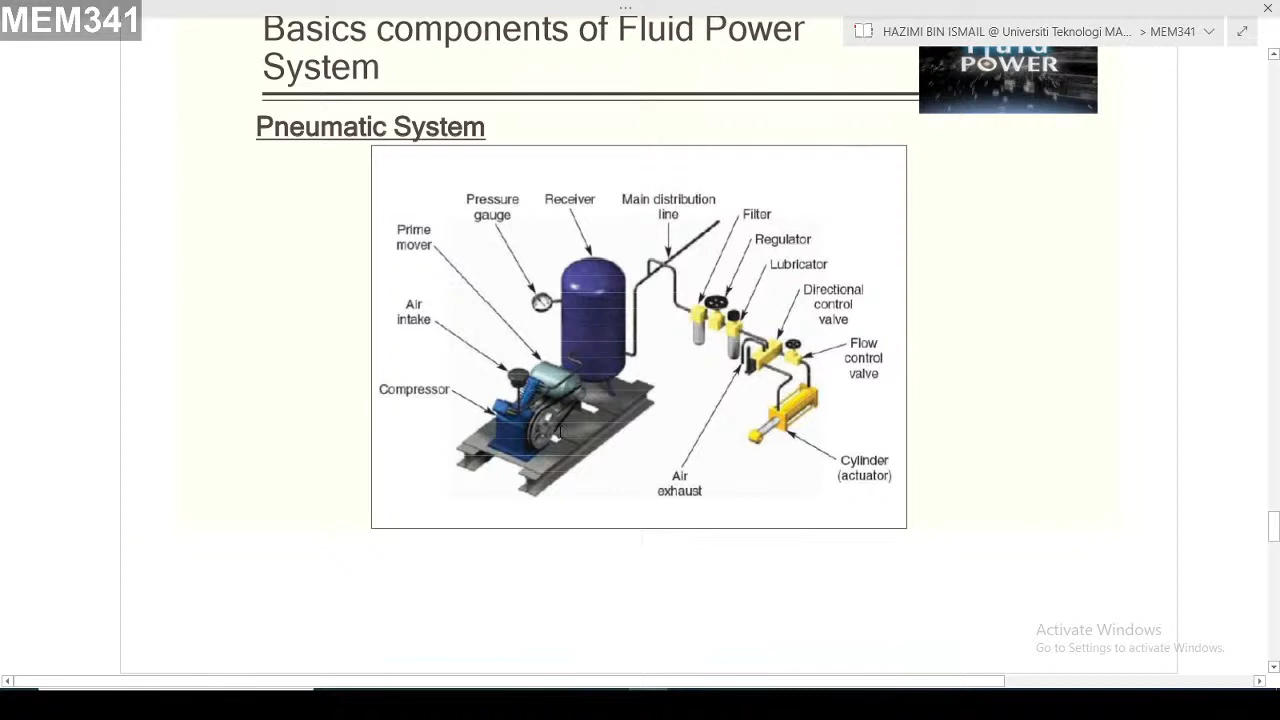 MEM341
Basics components of Fluid Power
System
HAZIMI BIN ISMAIL @ Universiti Teknologi MA... > MEM341
Fluid
POWER
Pneumatic System
Pressure
gauge
Receiver
Main distribution
line
Filter
Prime
mover
Regulator
Lubricator
Air
intake
Directional
control
valve
Flow
control
valve
Compressor
Air
exhaust
Cylinder
(actuator)
Activate Windows
Go to Settings to activate Windows.